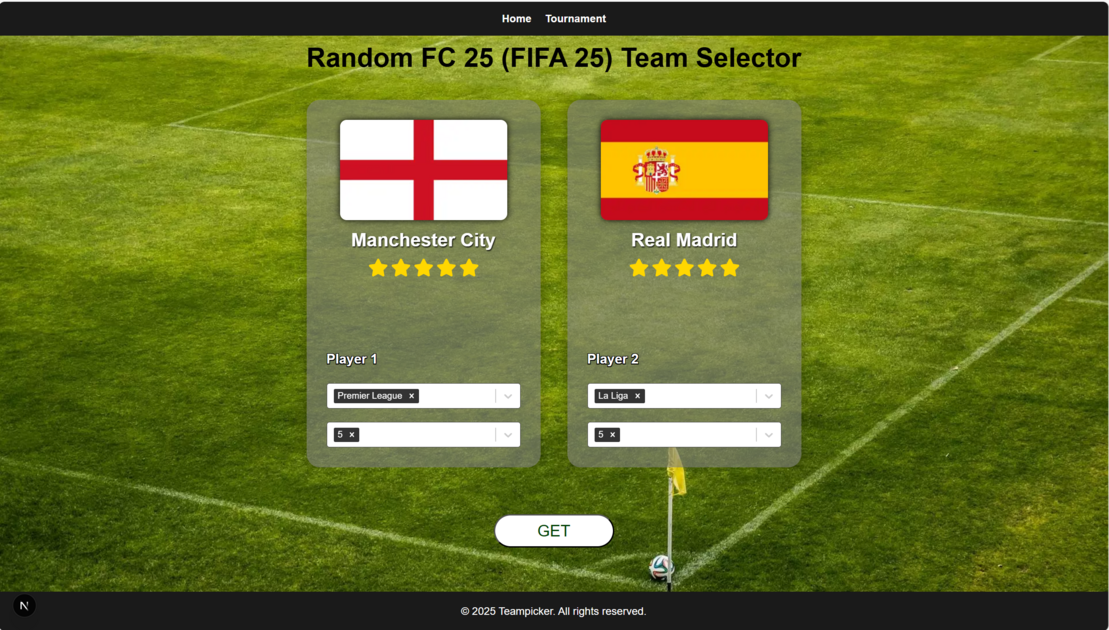 Home Tournament
Random FC 25 (FIFA 25) Team Selector
Manchester City
Real Madrid
Player 1
Premier League ×
5 ×
Player 2
La Liga ×
5 ×
GET
N
© 2025 Teampicker. All rights reserved.